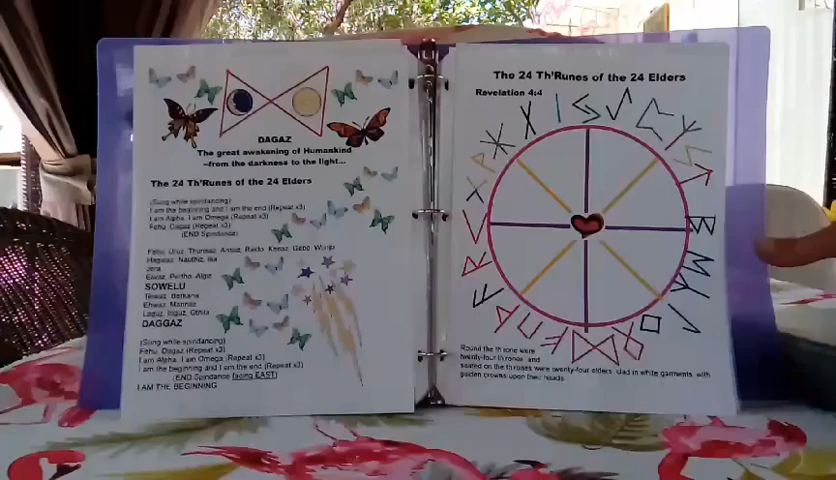 DAGAZ
The great awakening of Humankind
~from the darkness to the light...
The 24 Th'Runes of the 24 Elders
(Sung while spindancing)
I am the beginning and I am the end (Repeat x3)
I am Alpha, I am Omega (Repeat x3)
Fehu, Dagaz (Repeat x3)
(END Spindance)
Fehu, Uruz, Thurisaz, Ansuz, Raido, Kenaz, Gebo, Wunjo
Hagalaz, Nauthiz, Isa
Jera
Eiwaz, Pertho, Algiz
SOWELU
Teiwaz, Berkana
Ehwaz, Mannaz
Laguz, Inguz, Othila
DAGGAZ
(Sung while spindancing)
Fehu, Dagaz (Repeat x3)
I am Alpha, I am Omega (Repeat x3)
I am the beginning and I am the end (Repeat x3)
(END Spindance facing EAST)
I AM THE BEGINNING
The 24 Th'Runes of the 24 Elders
Revelation 4:4
Round the throne were
twenty-four thrones, and
seated on the thrones were twenty-four elders, clad in white garments, with
golden crowns upon their heads.